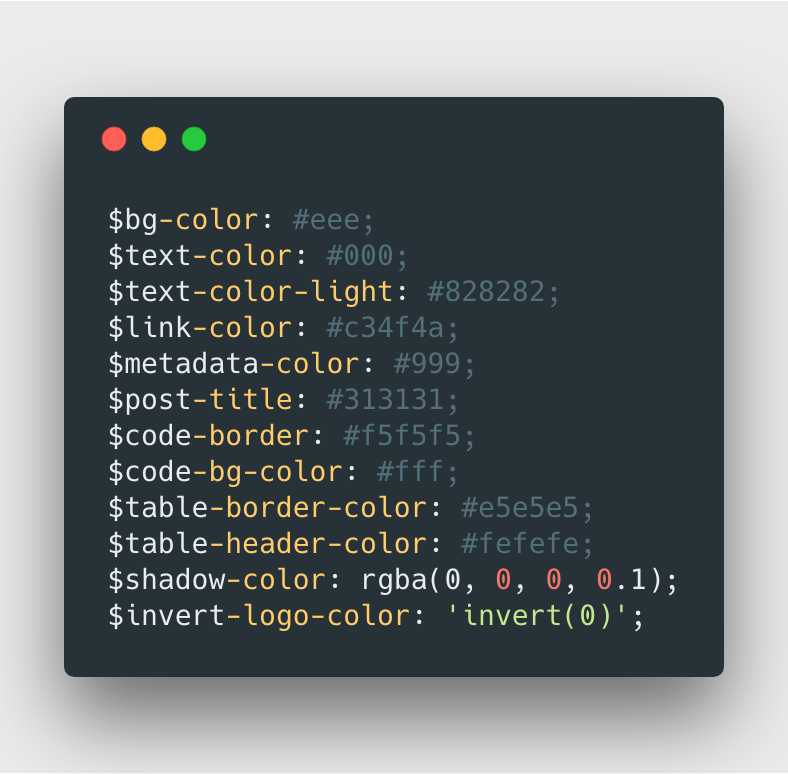 $bg-color: #eee;
$text-color: #000;
$text-color-light: #828282;
$link-color: #c34f4a;
$metadata-color: #999;
$post-title: #313131;
$code-border: #f5f5f5;
$code-bg-color: #fff;
$table-border-color: #e5e5e5;
$table-header-color: #fefefe;
$shadow-color: rgba(0, 0, 0, 0.1);
$invert-logo-color: 'invert(0)';